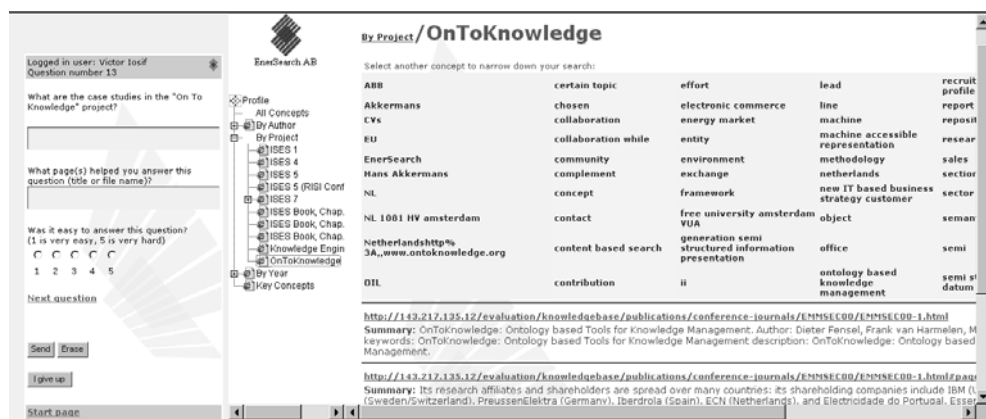 Logged in user: Victor Iosif
Question number 13
What are the case studies in the "On To
Knowledge" project?
What page(s) helped you answer this
question (title or file name)?
Was it easy to answer this question?
(1 is very easy, 5 is very hard)
1 2 3 4 5
Next question
Send Erase
I give up
Start page
EnerSearch AB
Profile
All Concepts
By Author
By Project
ISES 1
ISES 4
ISES 5
ISES 5 (RISI Conf
ISES 7
ISES Book, Chap.
ISES Book, Chap.
ISES Book, Chap.
Knowledge Engin
OnToKnowledge
By Year
Key Concepts
By Project/OnToKnowledge
Select another concept to narrow down your search:
ABB certain topic effort lead recruit
profile
Akkermans chosen electronic commerce line report
CVs collaboration energy market machine reposit
EU collaboration while entity machine accessible
representation resear
EnerSearch community environment methodology sales
Hans Akkermans complement exchange netherlands section
NL concept framework new IT based business
strategy customer sector
NL 1081 HV amsterdam contact free university amsterdam
VUA object seman
Netherlandshttp%
3A,,www.ontoknowledge.org content based search generation semi
structured information
presentation office semi
OIL contribution ii ontology based
knowledge
management semi st
datum
http://143.217.135.12/evaluation/knowledgebase/publications/conference-journals/EMMSEC00/EMMSEC00-1.html
Summary: OnToKnowledge: Ontology based Tools for Knowledge Management. Author: Dieter Fensel, Frank van Harmelen, M
keywords: OnToKnowledge: Ontology based Tools for Knowledge Management description: OnToKnowledge: Ontology based
Management.
http://143.217.135.12/evaluation/knowledgebase/publications/conference-journals/EMMSEC00/EMMSEC00-1.html#page
Summary: Its research affiliates and shareholders are spread over many countries: its shareholding companies include IBM (U
(Sweden/Switzerland), PreussenElektra (Germany), Iberdrola (Spain), ECN (Netherlands), and Electricidade do Portugal. Esser